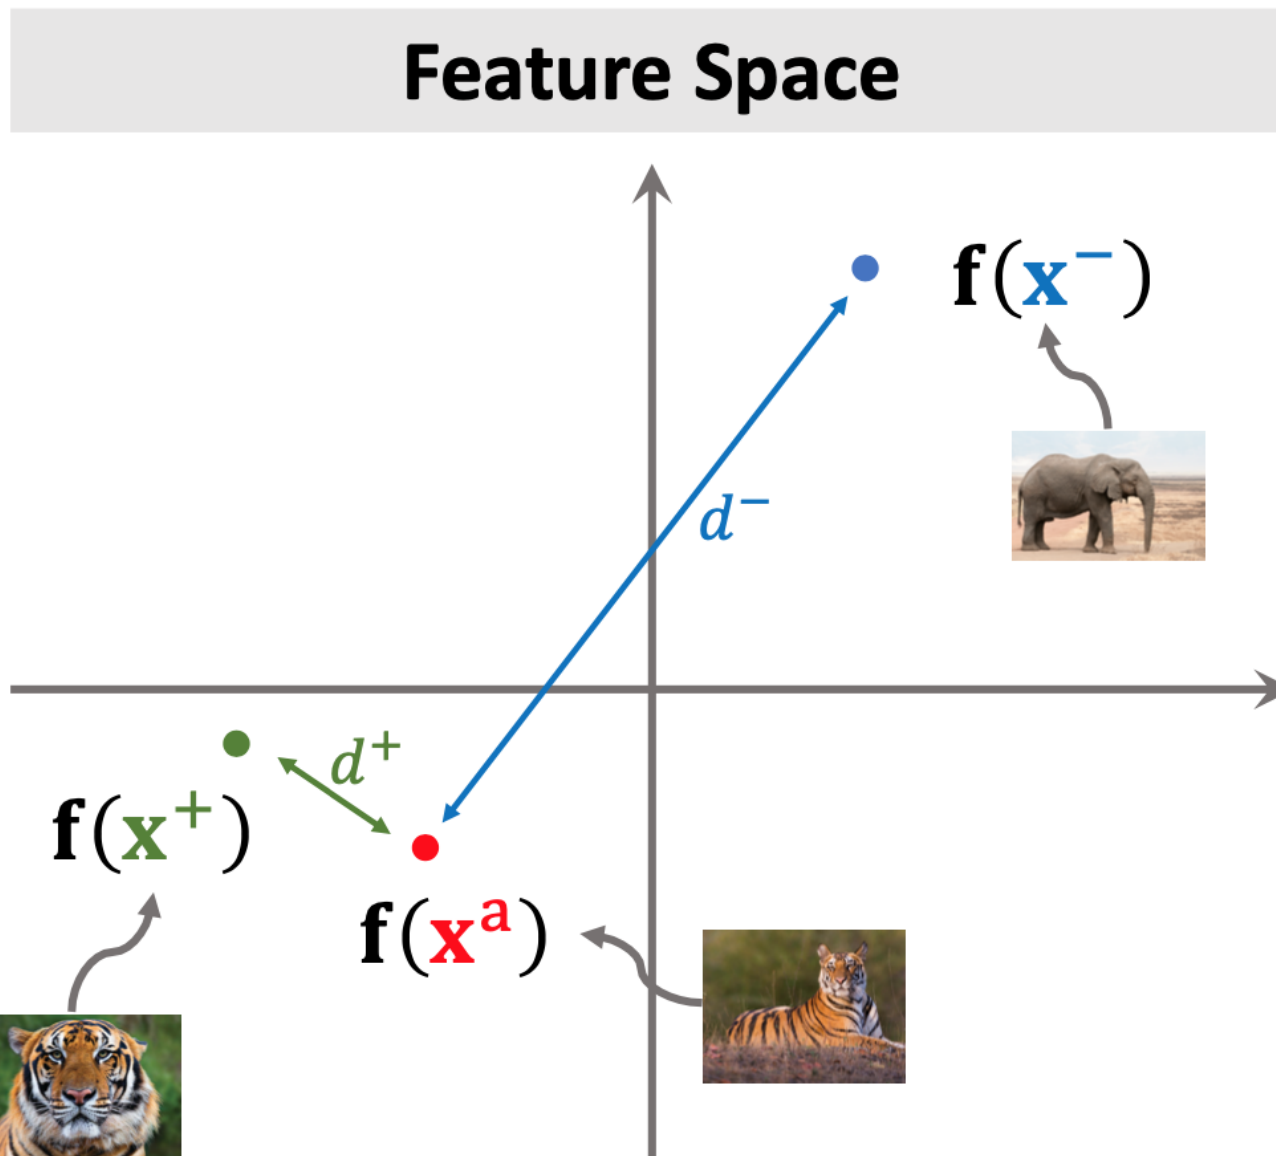 Feature Space
f(x⁻)
d⁻
d⁺
f(x⁺)
f(xᵃ)